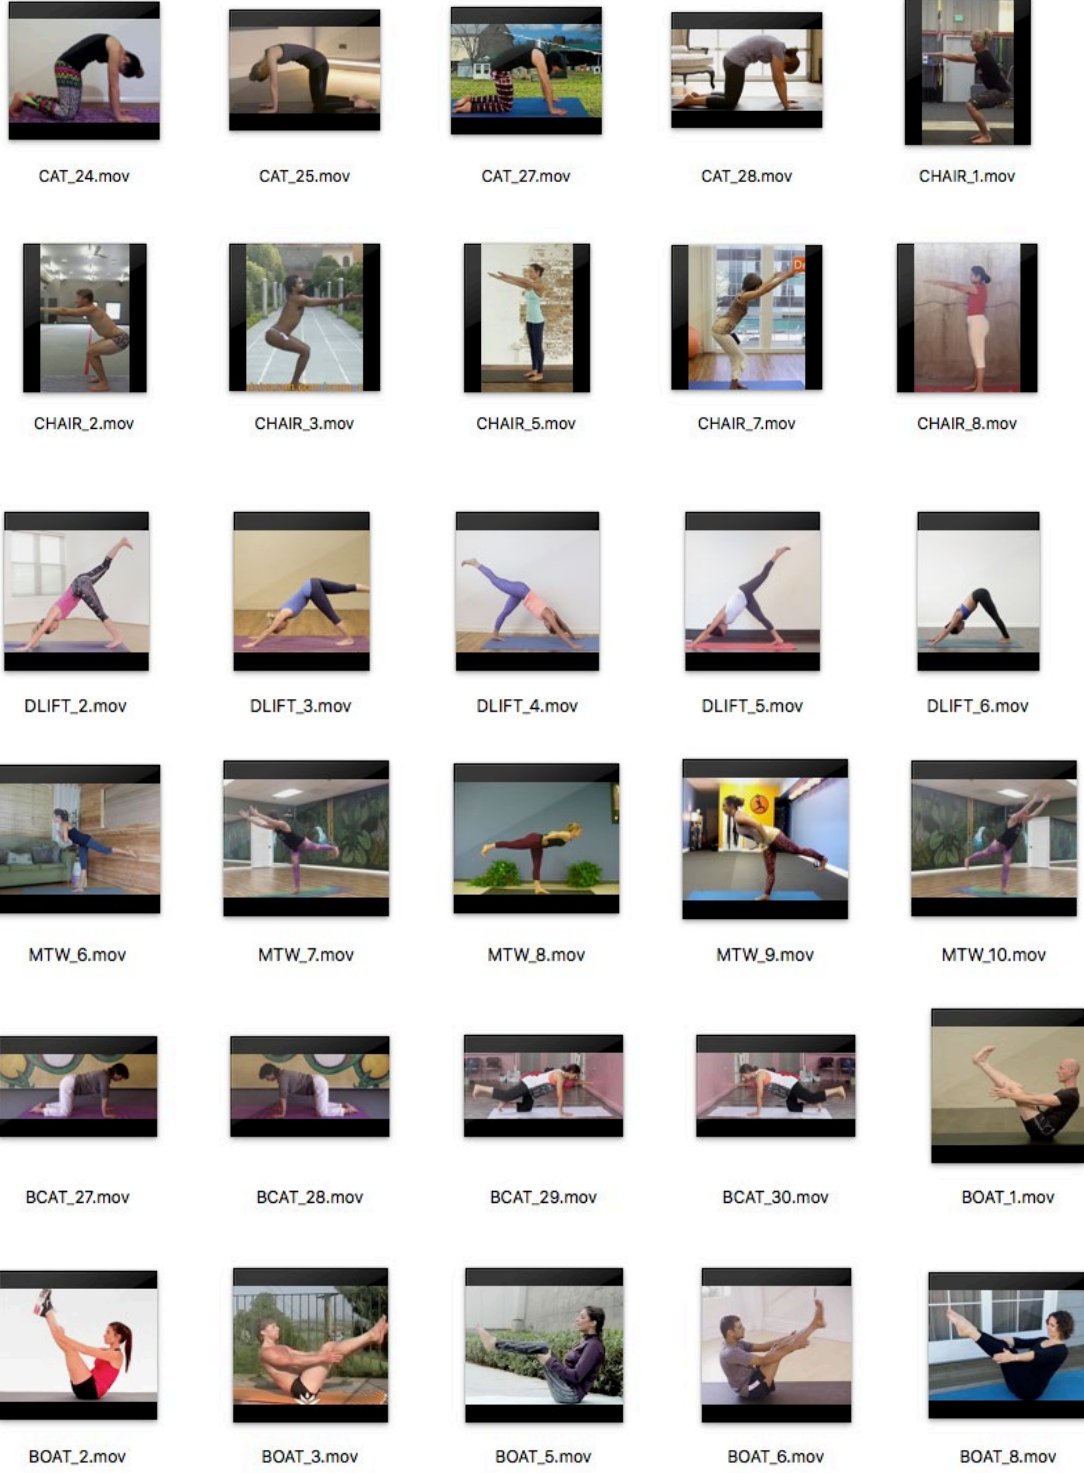 CAT_24.mov CAT_25.mov CAT_27.mov CAT_28.mov CHAIR_1.mov
CHAIR_2.mov CHAIR_3.mov CHAIR_5.mov CHAIR_7.mov CHAIR_8.mov
DLIFT_2.mov DLIFT_3.mov DLIFT_4.mov DLIFT_5.mov DLIFT_6.mov
MTW_6.mov MTW_7.mov MTW_8.mov MTW_9.mov MTW_10.mov
BCAT_27.mov BCAT_28.mov BCAT_29.mov BCAT_30.mov BOAT_1.mov
BOAT_2.mov BOAT_3.mov BOAT_5.mov BOAT_6.mov BOAT_8.mov